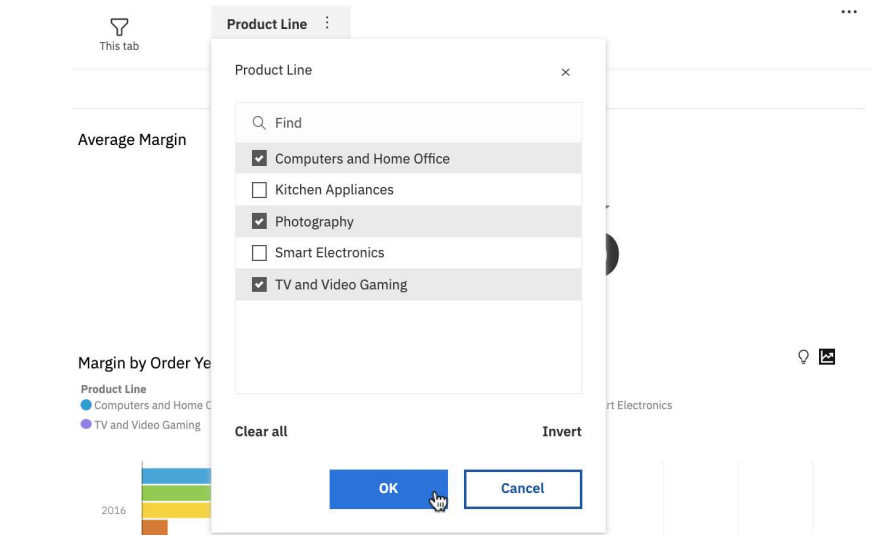 Product Line
This tab
Product Line
Find
Average Margin
Computers and Home Office
Kitchen Appliances
Photography
Smart Electronics
TV and Video Gaming
Margin by Order
Product Line
Computers and Home
Electronics
TV and Video Gaming
Clear all
Invert
OK
Cancel
2016